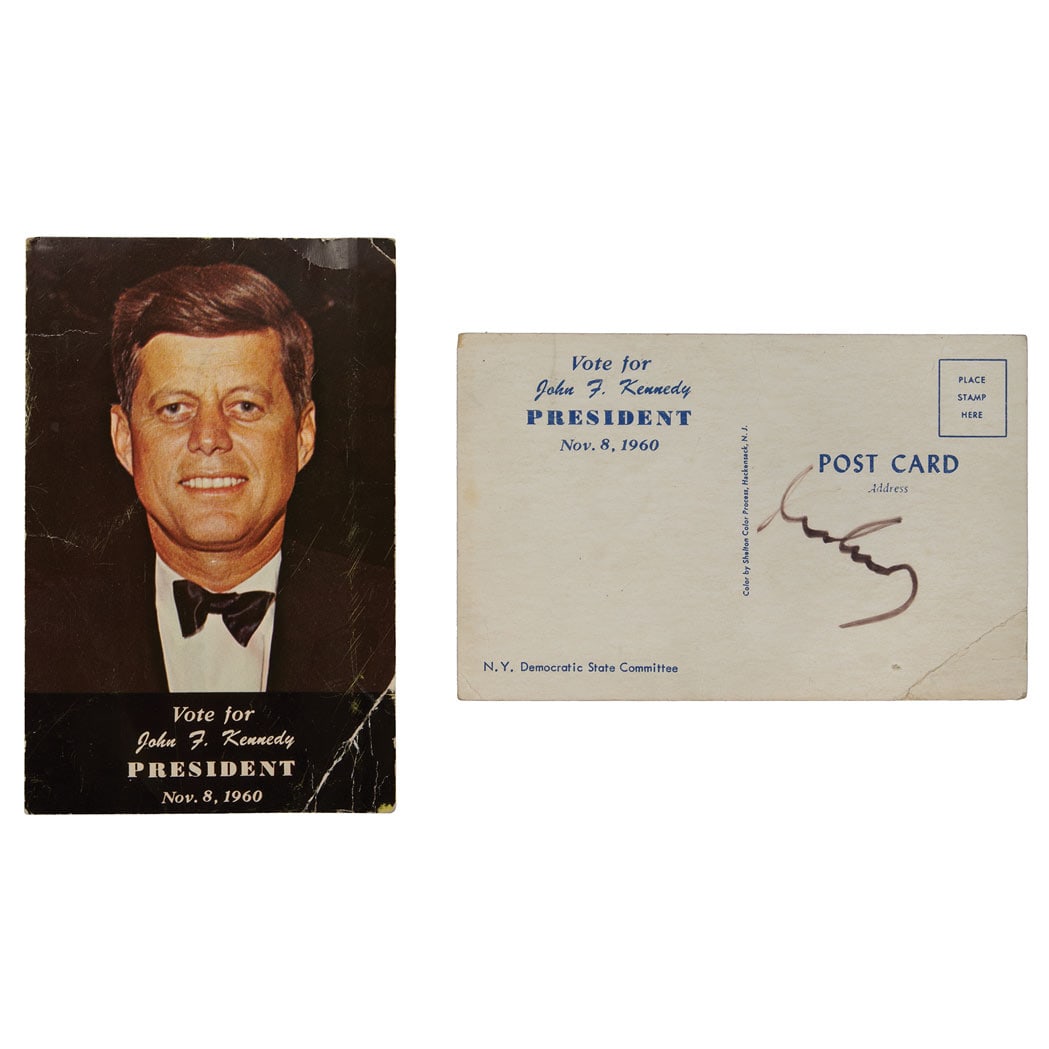 Vote for
John F. Kennedy
PRESIDENT
Nov. 8, 1960
Vote for
John F. Kennedy
PRESIDENT
Nov. 8, 1960
Color by Shelton Color Process, Hackensack, N. J.
PLACE
STAMP
HERE
POST CARD
Address
N.Y. Democratic State Committee